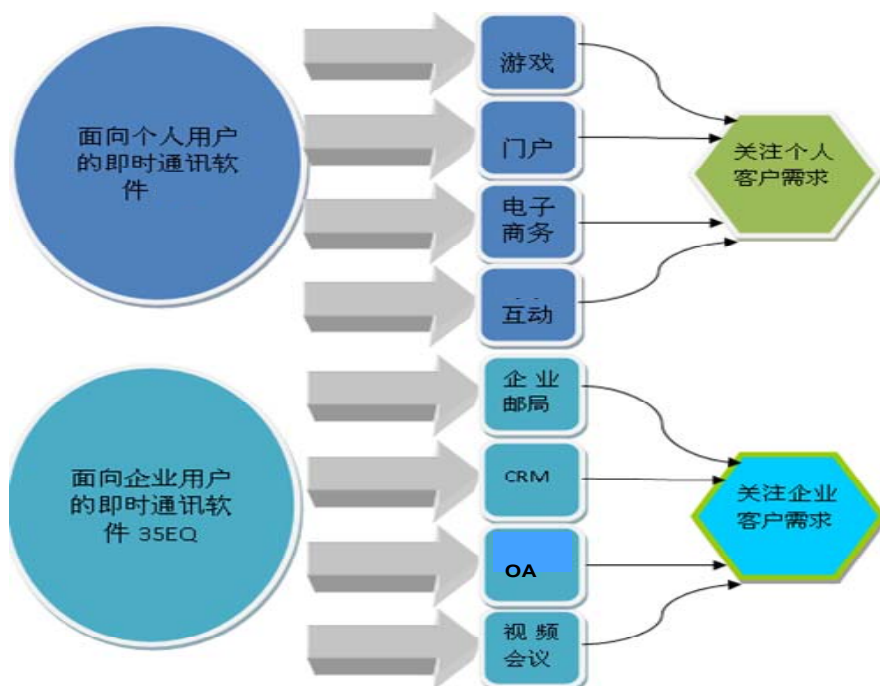 面向个人用户
的即时通讯软
件
游戏
门户
电子
商务
互动
关注个人
客户需求
面向企业用户
的即时通讯软
件 35EQ
企 业
邮局
CRM
OA
视 频
会议
关注企业
客户需求